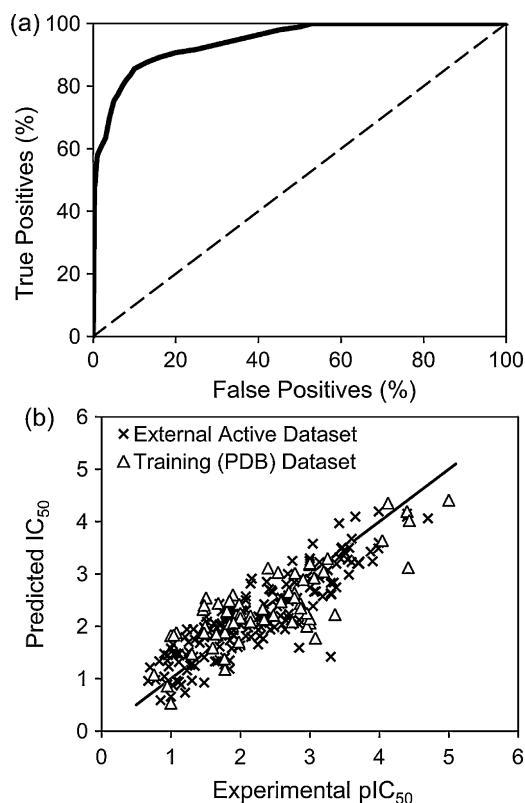 (a)
100
80
60
40
20
0
True Positives (%)
0 20 40 60 80 100
False Positives (%)
(b)
6
5
4
3
2
1
0
Predicted IC50
× External Active Dataset
△ Training (PDB) Dataset
0 1 2 3 4 5 6
Experimental pIC50